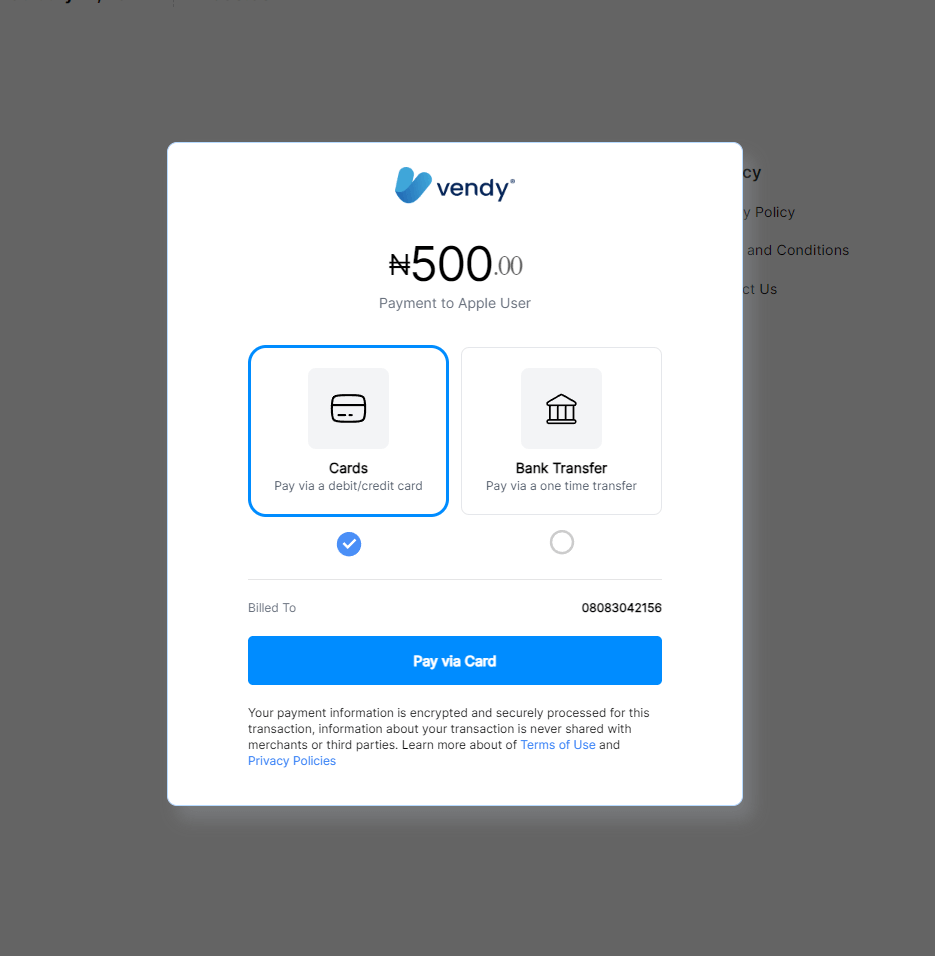 vendy®
₦500.00
Payment to Apple User
Cards
Pay via a debit/credit card
Bank Transfer
Pay via a one time transfer
Billed To 08083042156
Pay via Card
Your payment information is encrypted and securely processed for this
transaction, information about your transaction is never shared with
merchants or third parties. Learn more about of Terms of Use and
Privacy Policies
cy
y Policy
and Conditions
ct Us